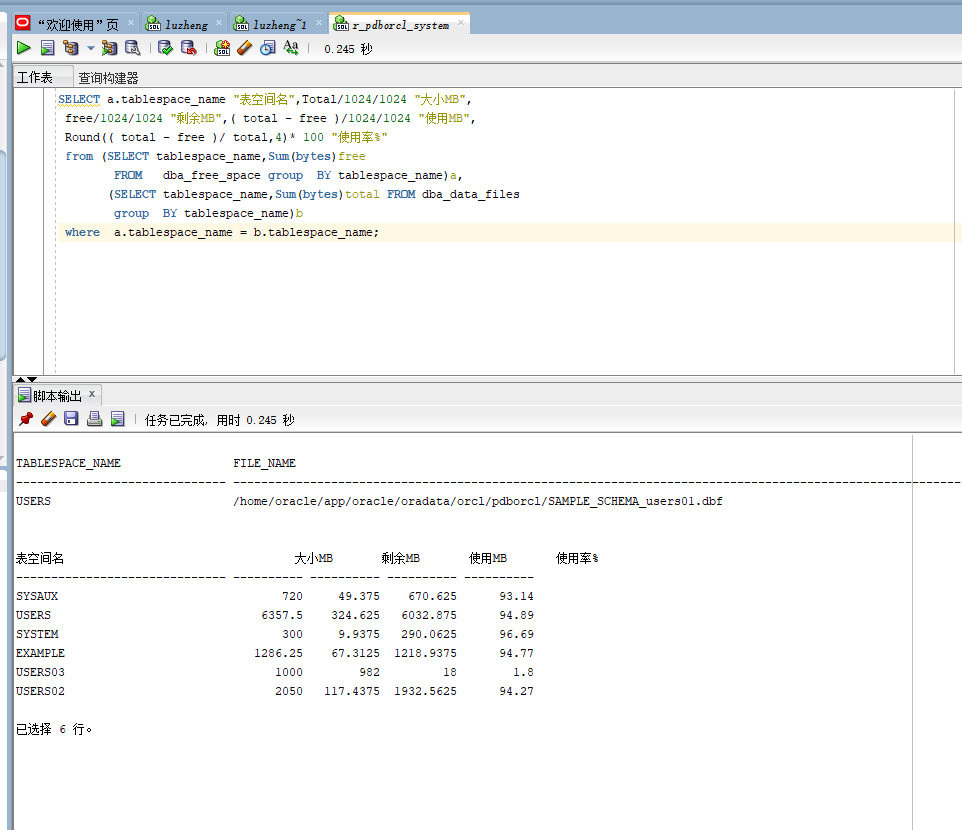 “欢迎使用”页 luzheng luzheng~1 r_pdborcl_system
0.245 秒
工作表 查询构建器
SELECT a.tablespace_name "表空间名",Total/1024/1024 "大小MB",
free/1024/1024 "剩余MB",( total - free )/1024/1024 "使用MB",
Round(( total - free )/ total,4)* 100 "使用率%"
from (SELECT tablespace_name,Sum(bytes)free
FROM   dba_free_space group  BY tablespace_name)a,
(SELECT tablespace_name,Sum(bytes)total FROM dba_data_files
group  BY tablespace_name)b
where  a.tablespace_name = b.tablespace_name;
脚本输出
任务已完成, 用时 0.245 秒
TABLESPACE_NAME FILE_NAME
USERS /home/oracle/app/oracle/oradata/orcl/pdborcl/SAMPLE_SCHEMA_users01.dbf
表空间名 大小MB 剩余MB 使用MB 使用率%
SYSAUX 720 49.375 670.625 93.14
USERS 6357.5 324.625 6032.875 94.89
SYSTEM 300 9.9375 290.0625 96.69
EXAMPLE 1286.25 67.3125 1218.9375 94.77
USERS03 1000 982 18 1.8
USERS02 2050 117.4375 1932.5625 94.27
已选择 6 行。